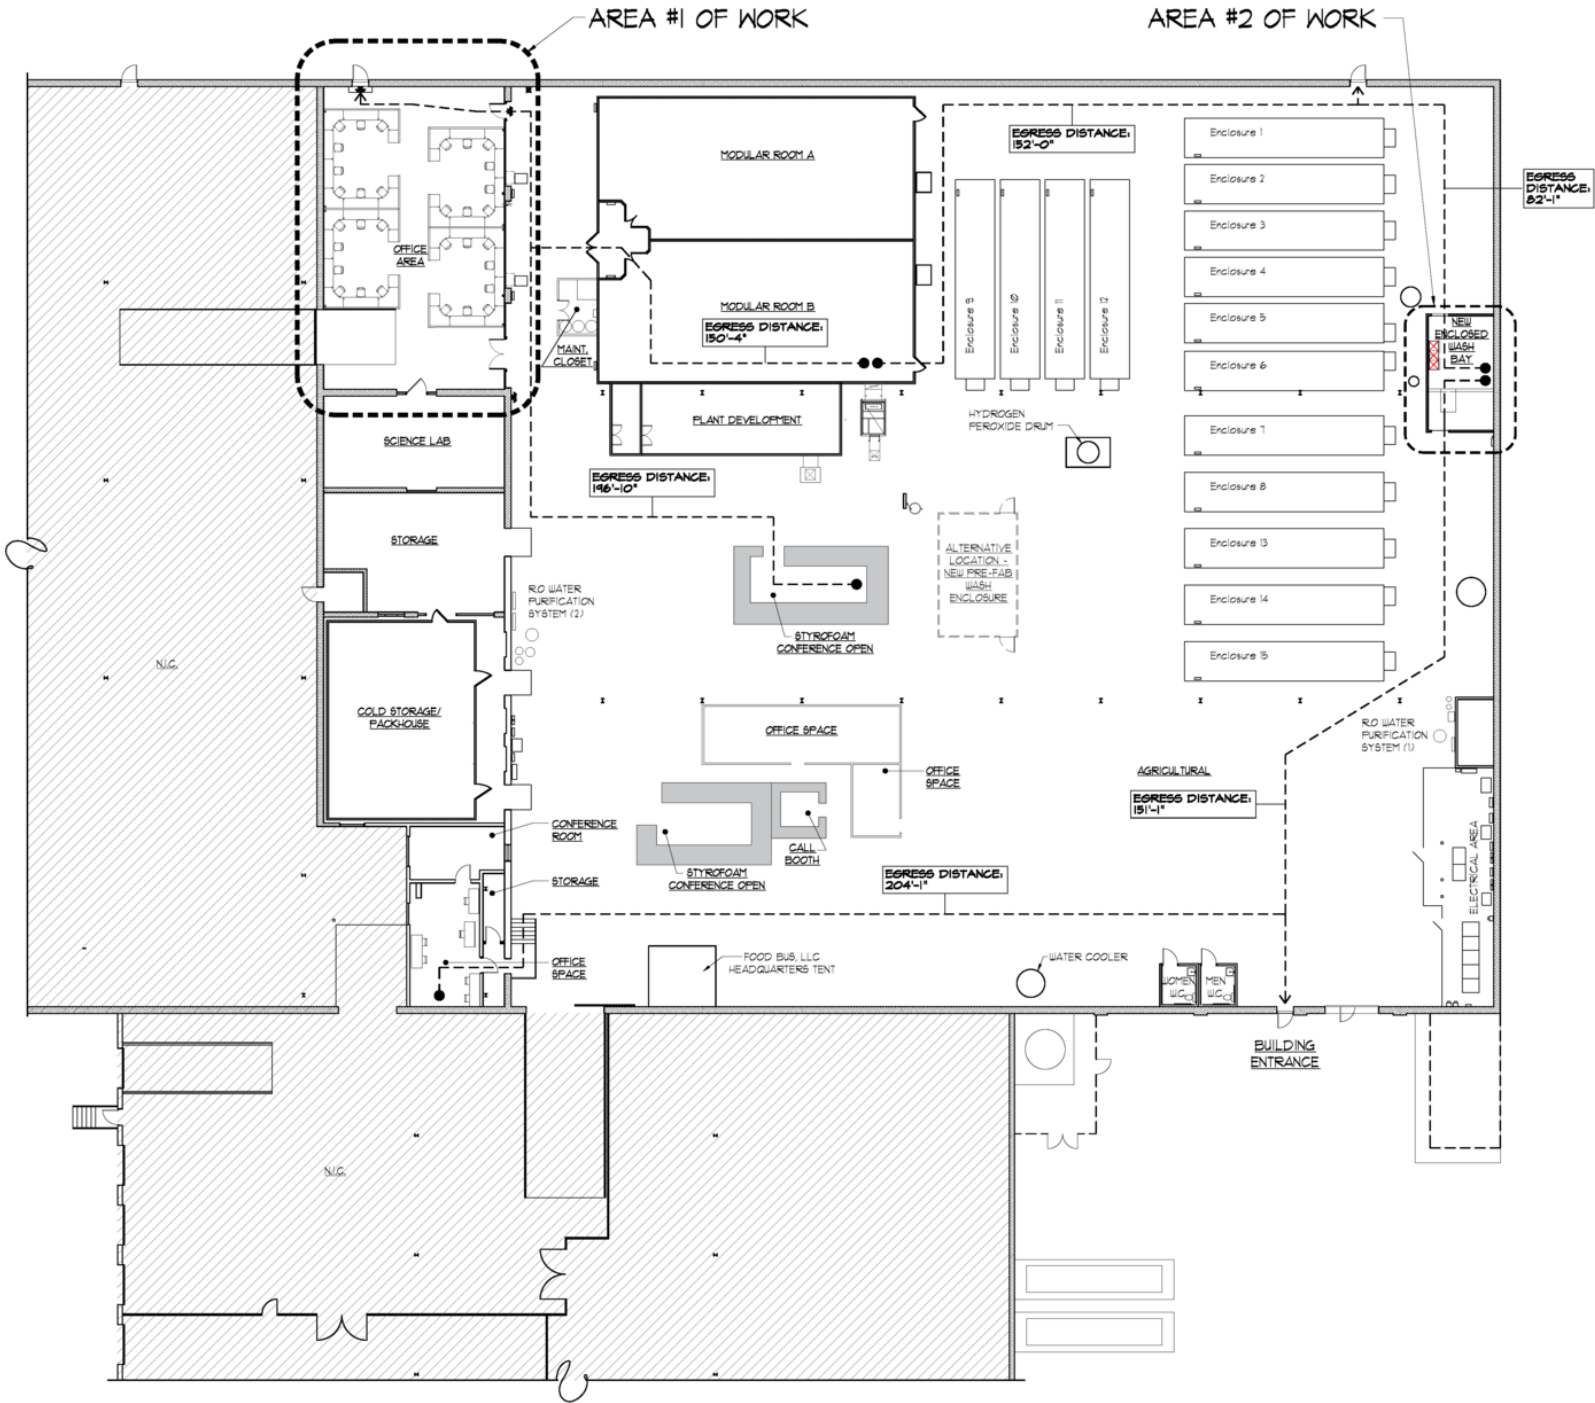 AREA #1 OF WORK
AREA #2 OF WORK
EGRESS DISTANCE:
152'-0"
Enclosure 1
MODULAR ROOM A
Enclosure 2
EGRESS
DISTANCE:
82'-1"
Enclosure 3
OFFICE
AREA
Enclosure 4
MODULAR ROOM B
EGRESS DISTANCE:
150'-4"
Enclosure 9
Enclosure 10
Enclosure 11
Enclosure 12
Enclosure 5
NEW
ENCLOSED
WASH
BAY
MAINT.
CLOSET
Enclosure 6
PLANT DEVELOPMENT
HYDROGEN
PEROXIDE DRUM
Enclosure 7
SCIENCE LAB
EGRESS DISTANCE:
196'-10"
Enclosure 8
STORAGE
ALTERNATIVE
LOCATION -
NEW PRE-FAB
WASH
ENCLOSURE
Enclosure 13
R.O WATER
PURIFICATION
SYSTEM (2)
Enclosure 14
STYROFOAM
CONFERENCE OPEN
Enclosure 15
N.I.C.
COLD STORAGE/
PACKHOUSE
OFFICE SPACE
R.O WATER
PURIFICATION
SYSTEM (1)
OFFICE
SPACE
AGRICULTURAL
EGRESS DISTANCE:
151'-1"
CONFERENCE
ROOM
CALL
BOOTH
ELECTRICAL AREA
STYROFOAM
CONFERENCE OPEN
EGRESS DISTANCE:
204'-1"
STORAGE
OFFICE
SPACE
FOOD BUS, LLC
HEADQUARTERS TENT
WATER COOLER
WOMEN
W.C.
MEN
W.C.
BUILDING
ENTRANCE
N.I.C.